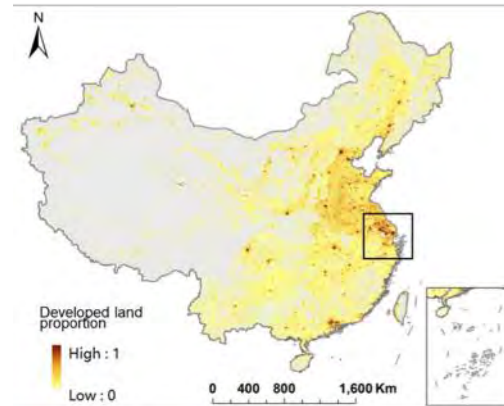 N
Developed land
proportion
High : 1
Low : 0
0 400 800 1,600 Km